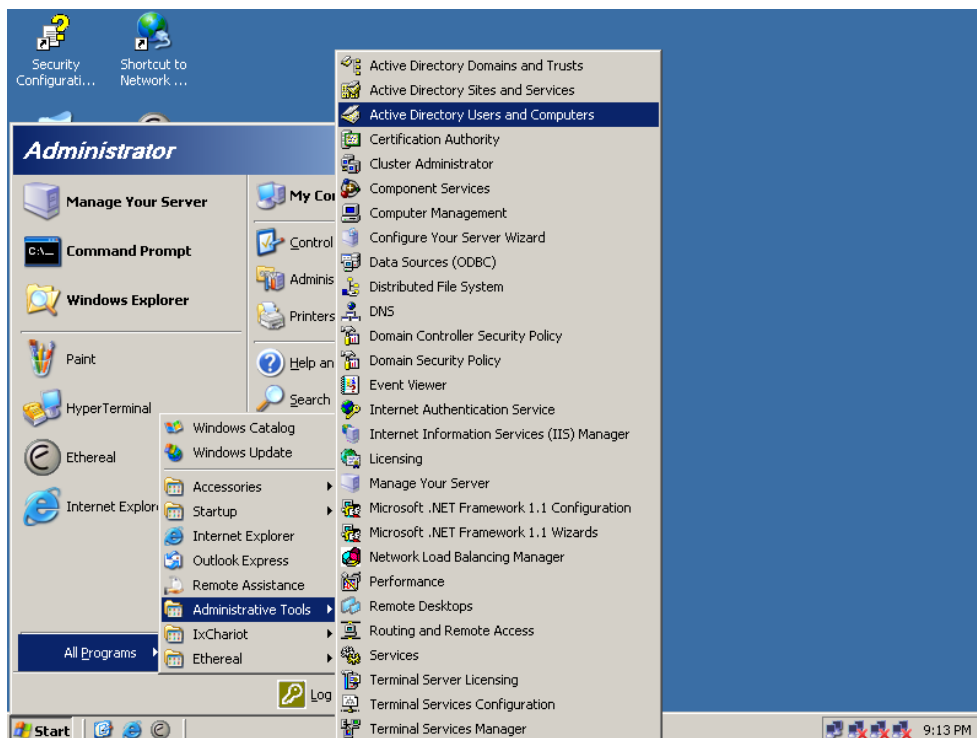 Security
Configurati...
Shortcut to
Network ...
Administrator
Manage Your Server
Command Prompt
Windows Explorer
Paint
HyperTerminal
Ethereal
Internet Explor
All Programs
My Co
Control
Adminis
Printers
Help an
Search
Log
Windows Catalog
Windows Update
Accessories
Startup
Internet Explorer
Outlook Express
Remote Assistance
Administrative Tools
IxChariot
Ethereal
Active Directory Domains and Trusts
Active Directory Sites and Services
Active Directory Users and Computers
Certification Authority
Cluster Administrator
Component Services
Computer Management
Configure Your Server Wizard
Data Sources (ODBC)
Distributed File System
DNS
Domain Controller Security Policy
Domain Security Policy
Event Viewer
Internet Authentication Service
Internet Information Services (IIS) Manager
Licensing
Manage Your Server
Microsoft .NET Framework 1.1 Configuration
Microsoft .NET Framework 1.1 Wizards
Network Load Balancing Manager
Performance
Remote Desktops
Routing and Remote Access
Services
Terminal Server Licensing
Terminal Services Configuration
Terminal Services Manager
Start
9:13 PM